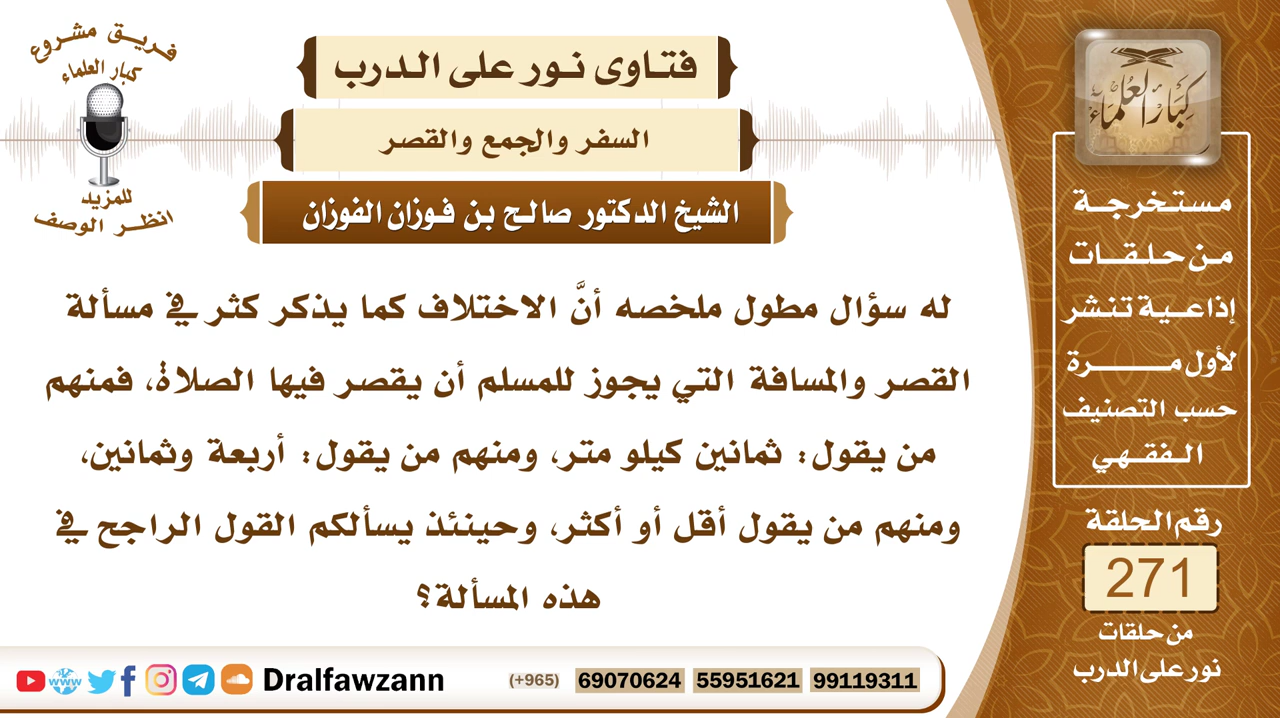 فريق مشروع
كبار العلماء
للمزيد
انظر الوصف
فتاوى نور على الدرب
السفر والجمع والقصر
الشيخ الدكتور صالح بن فوزان الفوزان
له سؤال مطول ملخصه أنَّ الاختلاف كما يذكر كثر في مسألة
القصر والمسافة التي يجوز للمسلم أن يقصر فيها الصلاة، فمنهم
من يقول: ثمانين كيلو متر، ومنهم من يقول: أربعة وثمانين،
ومنهم من يقول أقل أو أكثر، وحينئذ يسألكم القول الراجح في
هذه المسألة؟
كبار العلماء
مستخرجة
من حلقات
إذاعية تنشر
لأول مرة
حسب التصنيف
الفقهي
رقم الحلقة
271
من حلقات
نور على الدرب
www Dralfawzann (+965) 69070624 55951621 99119311